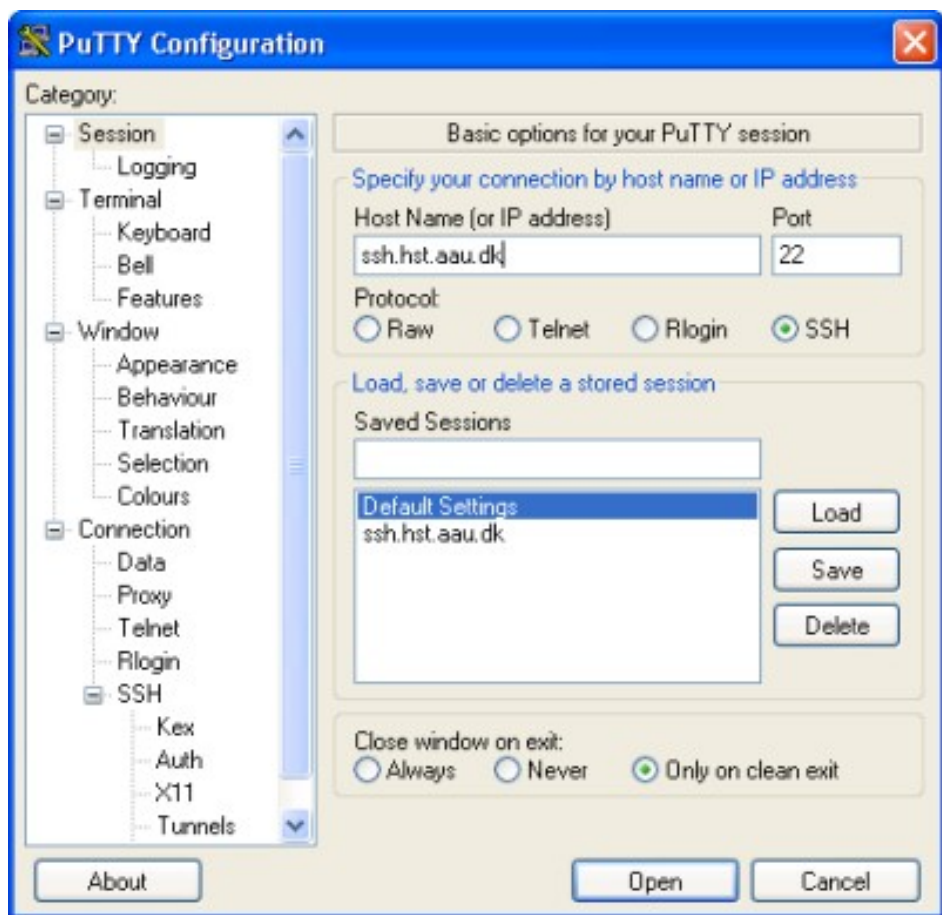 PuTTY Configuration
Category:
Session
Logging
Terminal
Keyboard
Bell
Features
Window
Appearance
Behaviour
Translation
Selection
Colours
Connection
Data
Proxy
Telnet
Rlogin
SSH
Kex
Auth
X11
Tunnels
Basic options for your PuTTY session
Specify your connection by host name or IP address
Host Name (or IP address) Port
ssh.hst.aau.dk 22
Protocol:
Raw Telnet Rlogin SSH
Load, save or delete a stored session
Saved Sessions
Default Settings
ssh.hst.aau.dk
Load
Save
Delete
Close window on exit:
Always Never Only on clean exit
About Open Cancel